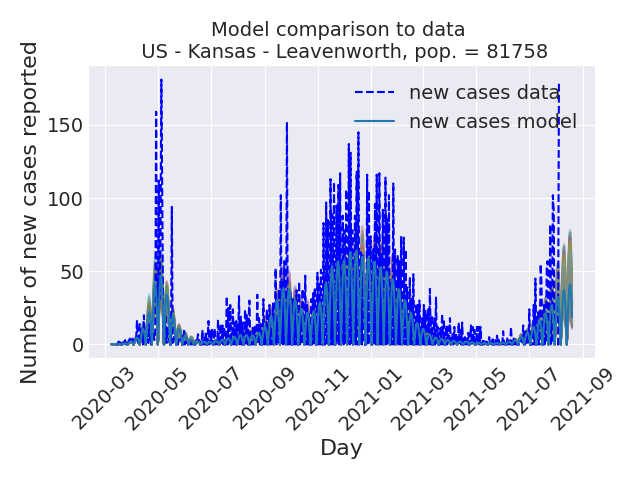 Model comparison to data
US - Kansas - Leavenworth, pop. = 81758
Number of new cases reported
150
100
50
0
new cases data
new cases model
2020-03
2020-05
2020-07
2020-09
2020-11
2021-01
2021-03
2021-05
2021-07
2021-09
Day